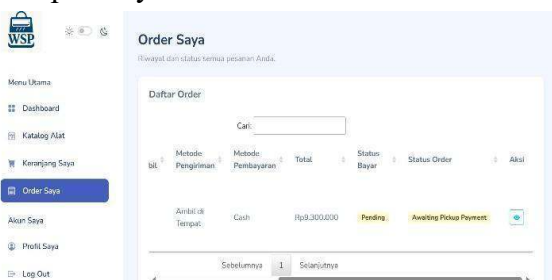 WSP
Order Saya
Riwayat dan status semua pesanan Anda.
Menu Utama
Daftar Order
Dashboard
Cari:
Katalog Alat
bil
Metode Pengiriman
Metode Pembayaran
Total
Status Bayar
Status Order
Aksi
Keranjang Saya
Order Saya
Ambil di Tempat
Cash
Rp9.300.000
Pending
Awaiting Pickup Payment
Akun Saya
Profil Saya
Sebelumnya 1 Selanjutnya
Log Out